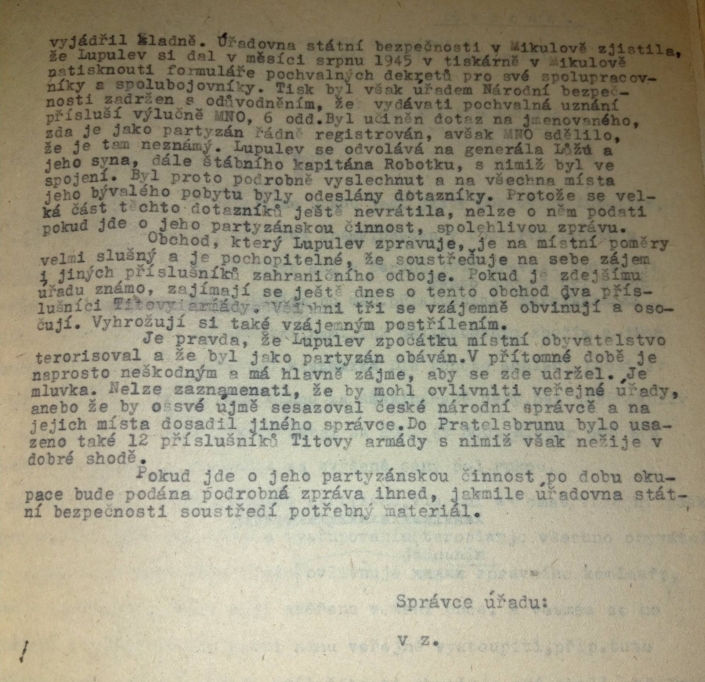 vyjádřil kladně. Úřadovna státní bezpečnosti v Mikulově zjistila,
že Lupulev si dal v měsíci srpnu 1945 v tiskárně v Mikulově
natisknouti formuláře pochvalných dekretů pro své spolupracov-
níky a spolubojovníky. Tisk byl však úřadem Národní bezpeč-
nosti zadržen s odůvodněním, že vydávati pochvalná uznání
přísluší výlučně MNO, 6 odd.Byl učiněn dotaz na jmenovaného,
zda je jako partyzán řádně registrován, avšak MNO sdělilo,
že je tam neznámý. Lupulev se odvolává na generála Lůžu a
jeho syna, dále štábního kapitána Robotku, s nimiž byl ve
spojení. Byl proto podrobně vyslechnut a na všechna místa
jeho bývalého pobytu byly odeslány dotazníky. Protože se vel-
ká část těchto dotazníků ještě nevrátila, nelze o něm podati
pokud jde o jeho partyzánskou činnost, spolehlivou zprávu.
Obchod, který Lupulev zpravuje, je na místní poměry
velmi slušný a je pochopitelné, že soustřeďuje na sebe zájem
i jiných příslušníků zahraničního odboje. Pokud je zdejšímu
úřadu známo, zajímají se ještě dnes o tento obchod dva přís-
lušníci Titovy armády. Všichni tři se vzájemně obvinují a oso-
čují. Vyhrožují si také vzájemným postřílením.
Je pravda, že Lupulev zpočátku místní obyvatelstvo
terorisoval a že byl jako partyzán obáván.V přítomné době je
naprosto neškodným a má hlavně zájme, aby se zde udržel. Je
mluvka. Nelze zaznamenati, že by mohl ovlivniti veřejné úřady,
anebo že by o své újmě sesazoval české národní správce a na
jejich místa dosadil jiného správce.Do Pratelsbrunu bylo usa-
zeno také 12 příslušníků Titovy armády s nimiž však nežije v
dobré shodě.
Pokud jde o jeho partyzánskou činnost po dobu oku-
pace bude podána podrobná zpráva ihned, jakmile úřadovna stát-
ní bezpečnosti soustředí potřebný materiál.
Správce úřadu:
v z.